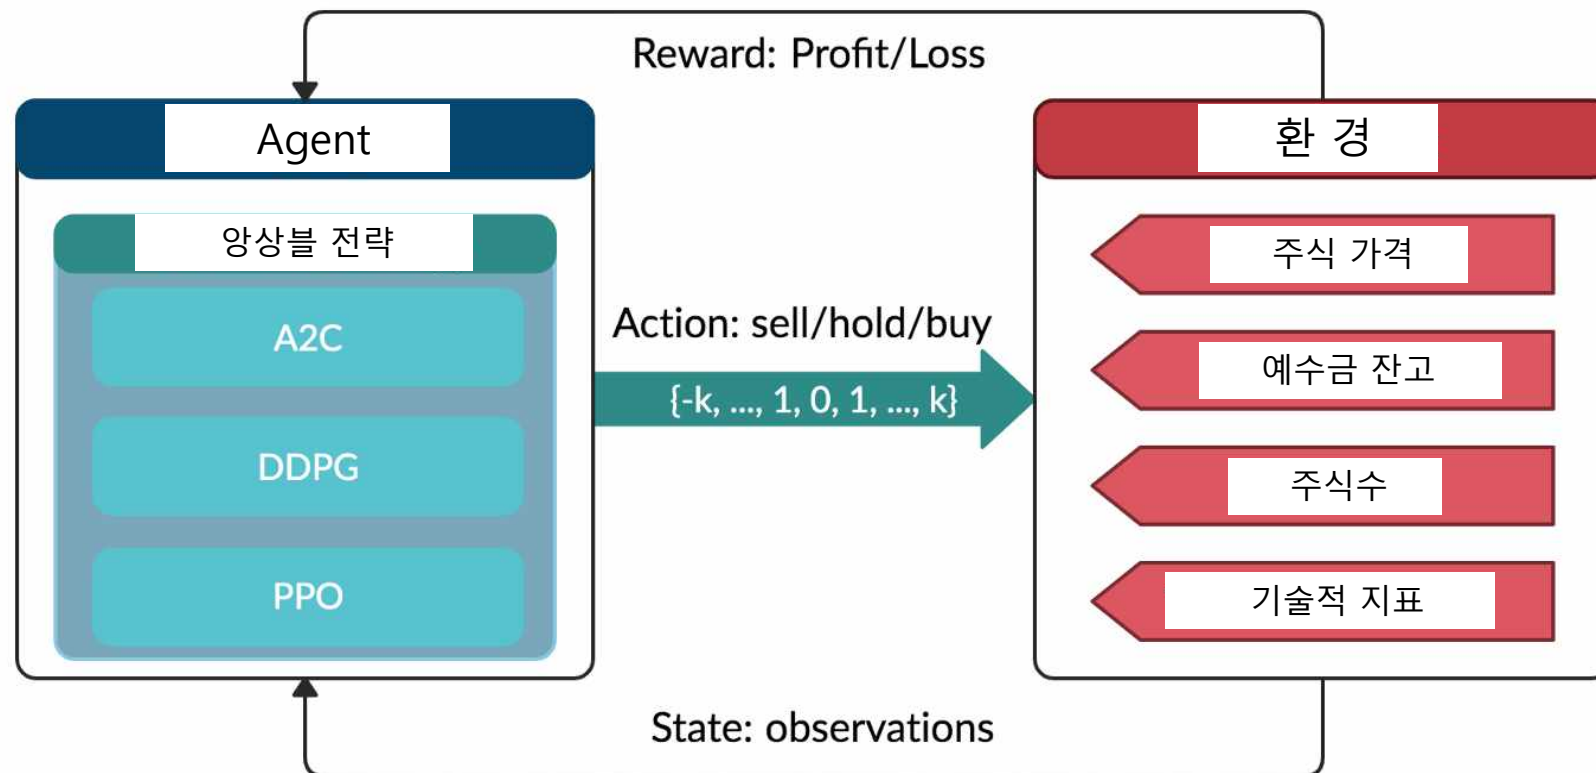 Reward: Profit/Loss
Agent
앙상블 전략
A2C
DDPG
PPO
Action: sell/hold/buy
{-k, ..., 1, 0, 1, ..., k}
환 경
주식 가격
예수금 잔고
주식수
기술적 지표
State: observations